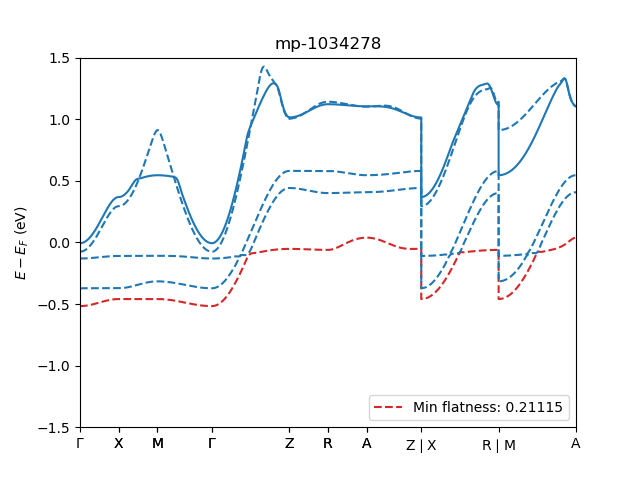 mp-1034278
E − E_F (eV)
1.5
1.0
0.5
0.0
−0.5
−1.0
−1.5
Min flatness: 0.21115
Γ X M Γ Z R A Z | X R | M A